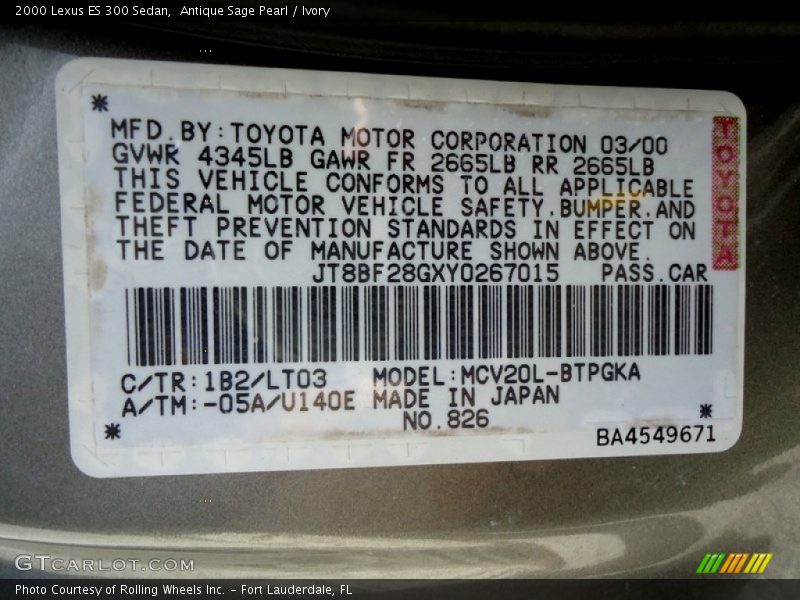 2000 Lexus ES 300 Sedan,  Antique Sage Pearl / Ivory
MFD.BY:TOYOTA MOTOR CORPORATION 03/00
GVWR 4345LB GAWR FR 2665LB RR 2665LB
THIS VEHICLE CONFORMS TO ALL APPLICABLE
FEDERAL MOTOR VEHICLE SAFETY.BUMPER.AND
THEFT PREVENTION STANDARDS IN EFFECT ON
THE DATE OF MANUFACTURE SHOWN ABOVE.
JT8BF28GXY0267015 PASS.CAR
TOYOTA
C/TR:1B2/LT03 MODEL:MCV20L-BTPGKA
A/TM:-05A/U140E MADE IN JAPAN
NO.826
BA4549671
GTCARLOT.COM
Photo Courtesy of Rolling Wheels Inc. - Fort Lauderdale, FL